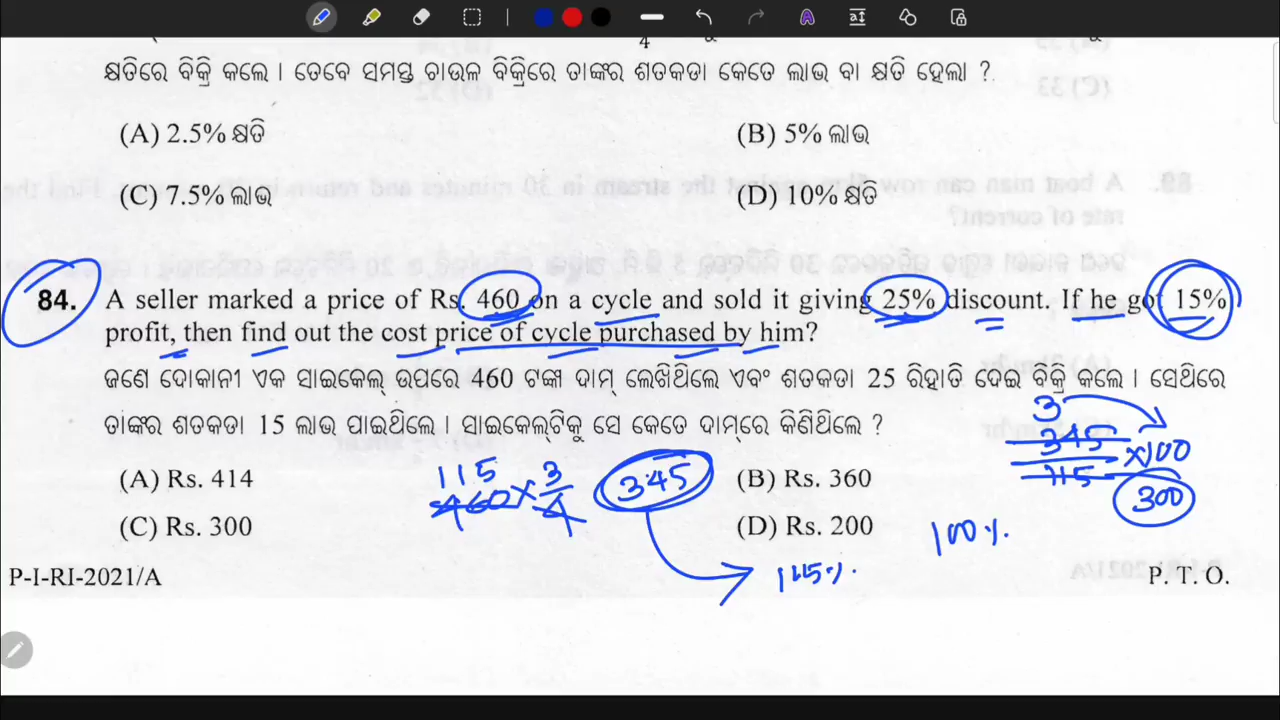 4
କ୍ଷତିରେ ବିକ୍ରି କଲେ । ତେବେ ସମସ୍ତ ଚାଉଳ ବିକ୍ରିରେ ତାଙ୍କର ଶତକଡା କେତେ ଲାଭ ବା କ୍ଷତି ହେଲା ?
(A) 2.5% କ୍ଷତି
(B) 5% ଲାଭ
(C) 7.5% ଲାଭ
(D) 10% କ୍ଷତି
84. A seller marked a price of Rs. 460 on a cycle and sold it giving 25% discount. If he got 15%
profit, then find out the cost price of cycle purchased by him?
ଜଣେ ଦୋକାନୀ ଏକ ସାଇକେଲ୍ ଉପରେ 460 ଟଙ୍କା ଦାମ୍ ଲେଖିଥିଲେ ଏବଂ ଶତକଡା 25 ରିହାତି ଦେଇ ବିକ୍ରି କଲେ । ସେଥିରେ
ତାଙ୍କର ଶତକଡା 15 ଲାଭ ପାଇଥିଲେ । ସାଇକେଲ୍‌ଟିକୁ ସେ କେତେ ଦାମ୍‌ରେ କିଣିଥିଲେ ?
3
345
115 ×100
300
(A) Rs. 414
115
460×3/4
345
(B) Rs. 360
(C) Rs. 300
(D) Rs. 200
100%
115%
P-I-RI-2021/A
P. T. O.